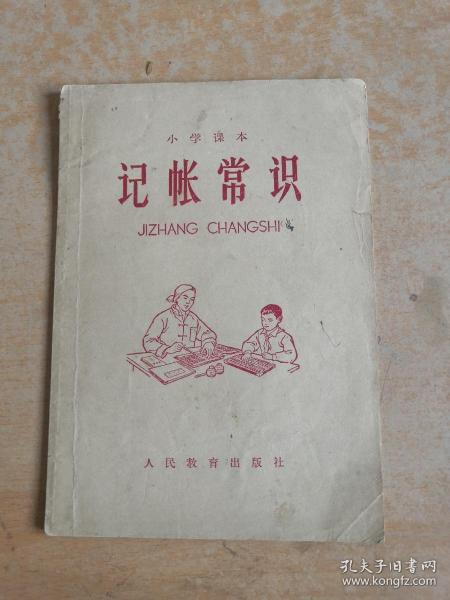 小学课本
记帐常识
JIZHANG CHANGSHI
人民教育出版社
孔夫子旧书网
www.kongfz.com